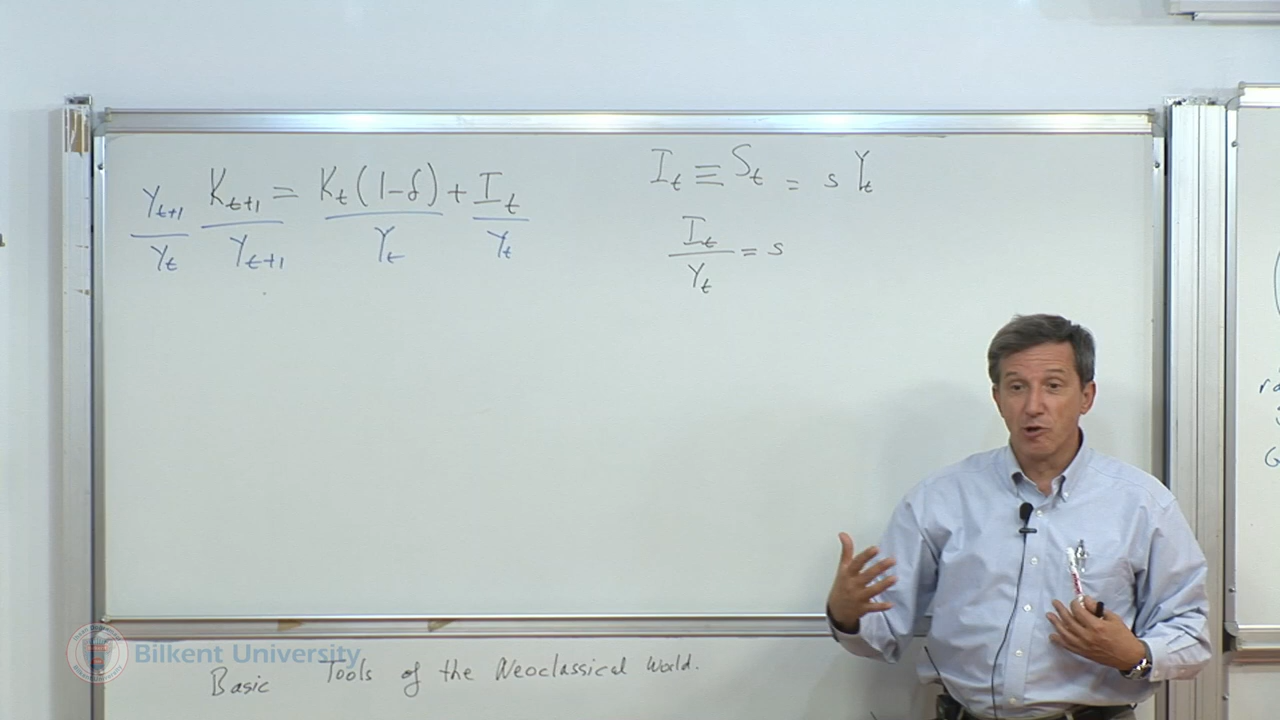 Y_{t+1}/Y_t K_{t+1}/Y_{t+1} = K_t(1-δ)/Y_t + I_t/Y_t
I_t ≡ S_t = s Y_t
I_t/Y_t = s
Bilkent University
Basic Tools of the Neoclassical World.